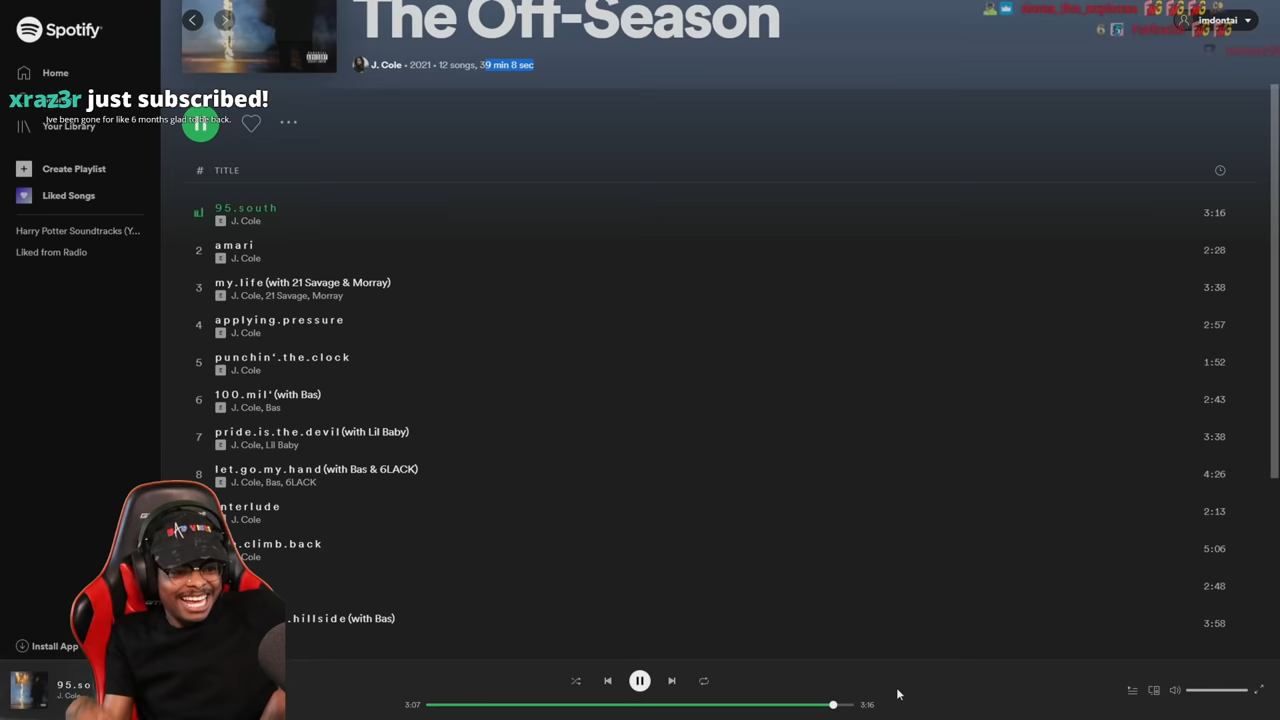 Spotify
The Off-Season
imdontai
J. Cole • 2021 • 12 songs, 39 min 8 sec
Home
xraz3r just subscribed!
Ive been gone for like 6 months glad to be back.
Your Library
Create Playlist
Liked Songs
Harry Potter Soundtracks (Y...
Liked from Radio
# TITLE
95.south 3:16
E J. Cole
2 amari 2:28
E J. Cole
3 my.life (with 21 Savage & Morray) 3:38
E J. Cole, 21 Savage, Morray
4 applying.pressure 2:57
E J. Cole
5 punchin'.the.clock 1:52
E J. Cole
6 100.mil' (with Bas) 2:43
E J. Cole, Bas
7 pride.is.the.devil (with Lil Baby) 3:38
E J. Cole, Lil Baby
8 let.go.my.hand (with Bas & 6LACK) 4:26
E J. Cole, Bas, 6LACK
nterlude 2:13
J. Cole
.climb.back 5:06
Cole
2:48
.hillside (with Bas) 3:58
Install App
95.so
J. Cole
3:07 3:16